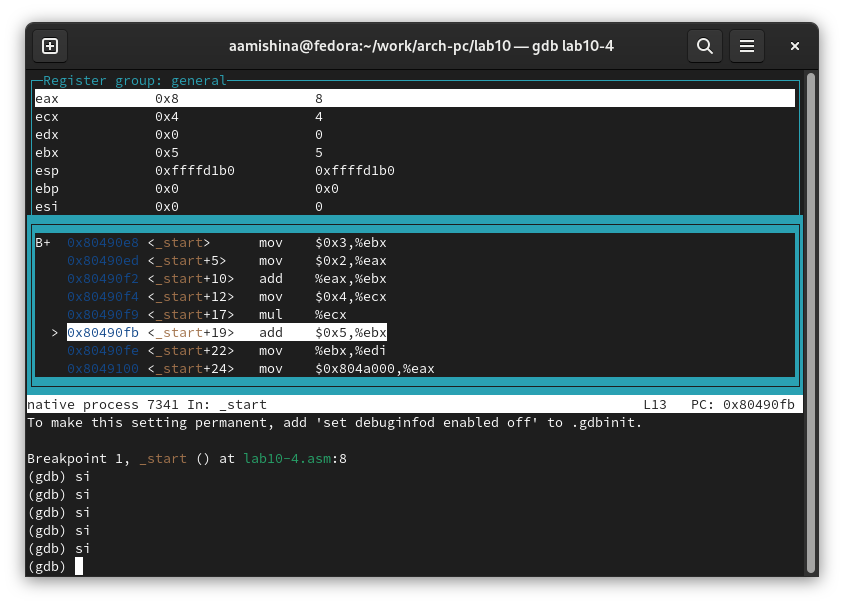 aamishina@fedora:~/work/arch-pc/lab10 — gdb lab10-4
Register group: general
eax 0x8 8
ecx 0x4 4
edx 0x0 0
ebx 0x5 5
esp 0xffffd1b0 0xffffd1b0
ebp 0x0 0x0
esi 0x0 0
B+ 0x80490e8 <_start> mov $0x3,%ebx
0x80490ed <_start+5> mov $0x2,%eax
0x80490f2 <_start+10> add %eax,%ebx
0x80490f4 <_start+12> mov $0x4,%ecx
0x80490f9 <_start+17> mul %ecx
> 0x80490fb <_start+19> add $0x5,%ebx
0x80490fe <_start+22> mov %ebx,%edi
0x8049100 <_start+24> mov $0x804a000,%eax
native process 7341 In: _start L13 PC: 0x80490fb
To make this setting permanent, add 'set debuginfod enabled off' to .gdbinit.
Breakpoint 1, _start () at lab10-4.asm:8
(gdb) si
(gdb) si
(gdb) si
(gdb) si
(gdb) si
(gdb)